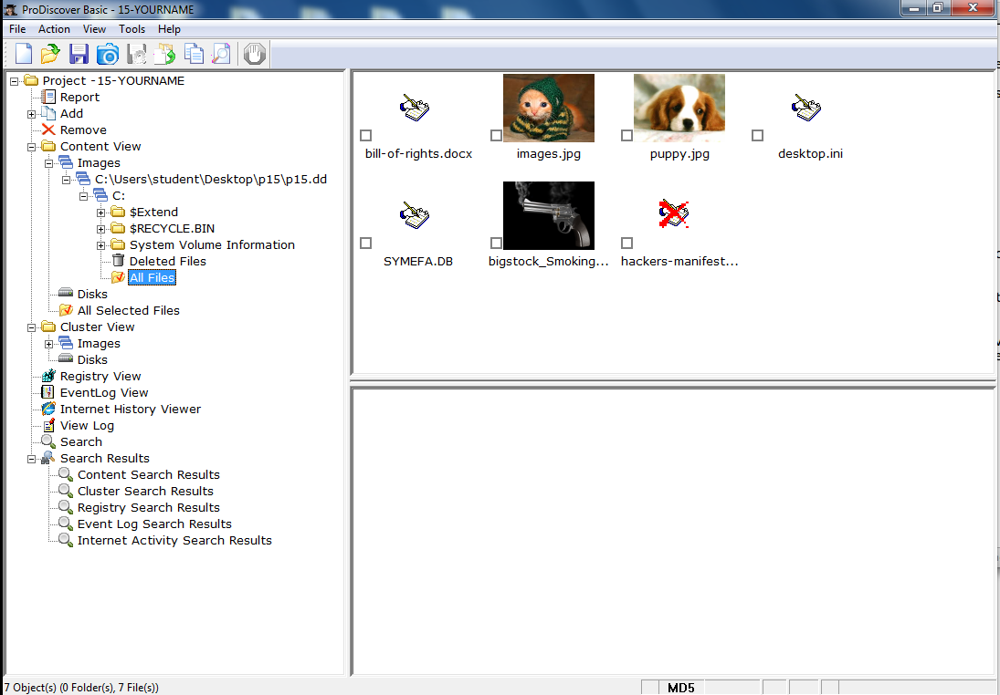 ProDiscover Basic - 15-YOURNAME
File Action View Tools Help
Project - 15-YOURNAME
Report
Add
Remove
Content View
Images
C:\Users\student\Desktop\p15\p15.dd
C:
$Extend
$RECYCLE.BIN
System Volume Information
Deleted Files
All Files
Disks
All Selected Files
Cluster View
Images
Disks
Registry View
EventLog View
Internet History Viewer
View Log
Search
Search Results
Content Search Results
Cluster Search Results
Registry Search Results
Event Log Search Results
Internet Activity Search Results
bill-of-rights.docx images.jpg puppy.jpg desktop.ini
SYMEFA.DB bigstock_Smoking... hackers-manifest...
7 Object(s) (0 Folder(s), 7 File(s)) MD5